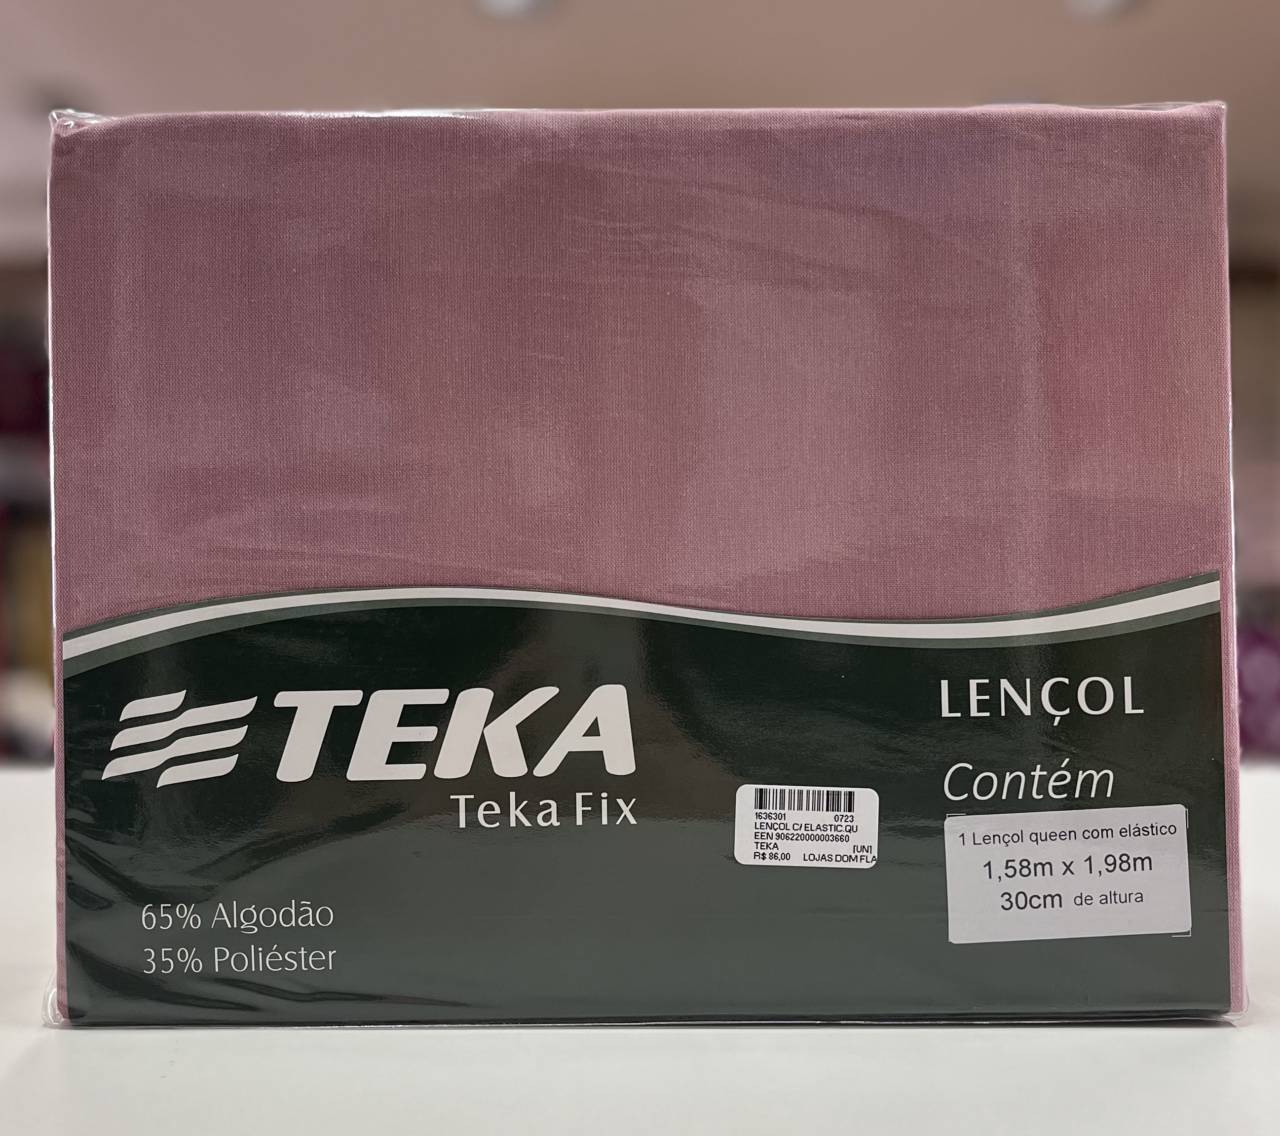 TEKA
Teka Fix
65% Algodão
35% Poliéster
1636301 0723
LENÇOL C/ ELASTIC.QU
EEN 906220000003660
TEKA [UN]
R$ 86,00 LOJAS DOM FLA
LENÇOL
Contém
1 Lençol queen com elástico
1,58m x 1,98m
30cm de altura